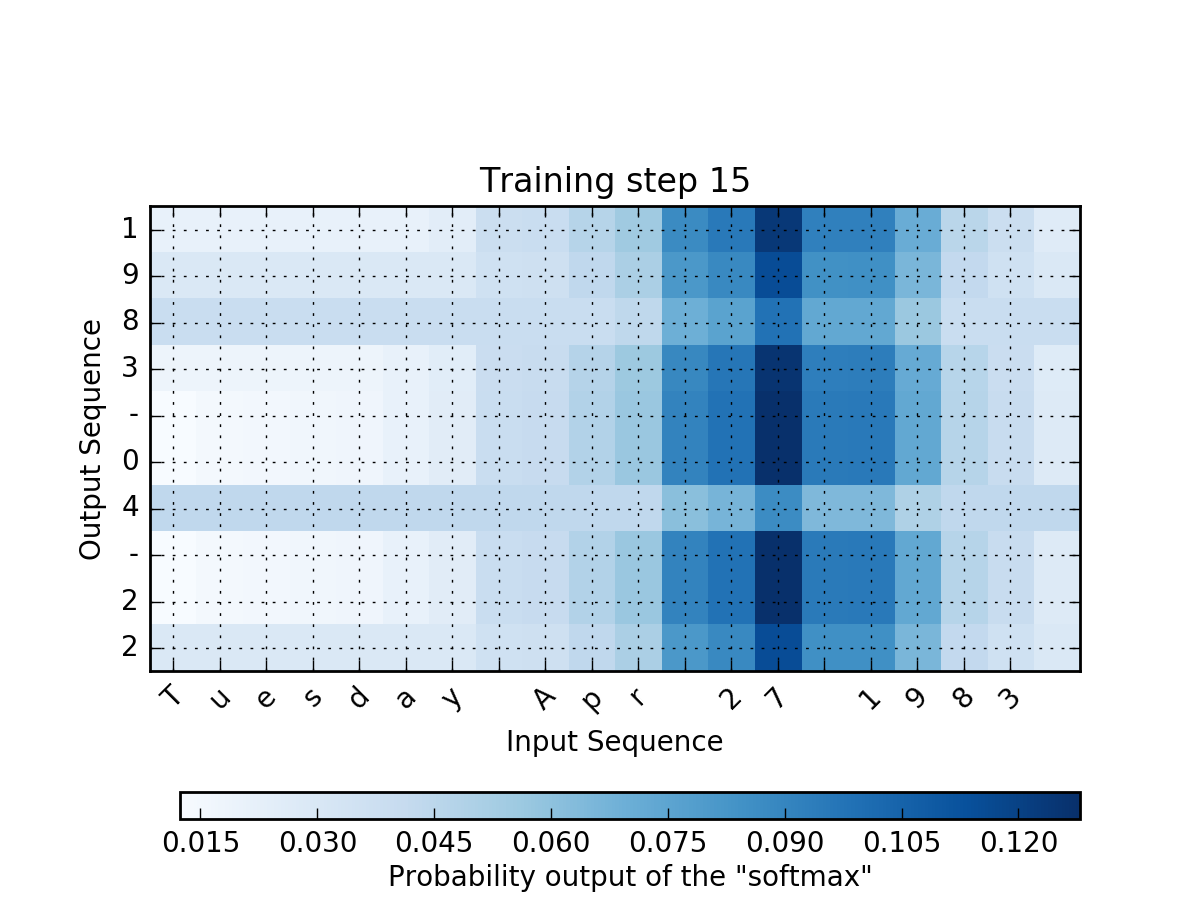 Training step 15
1
9
8
3
-
0
4
-
2
2
Output Sequence
T u e s d a y A p r 2 7 1 9 8 3
Input Sequence
0.015 0.030 0.045 0.060 0.075 0.090 0.105 0.120
Probability output of the "softmax"